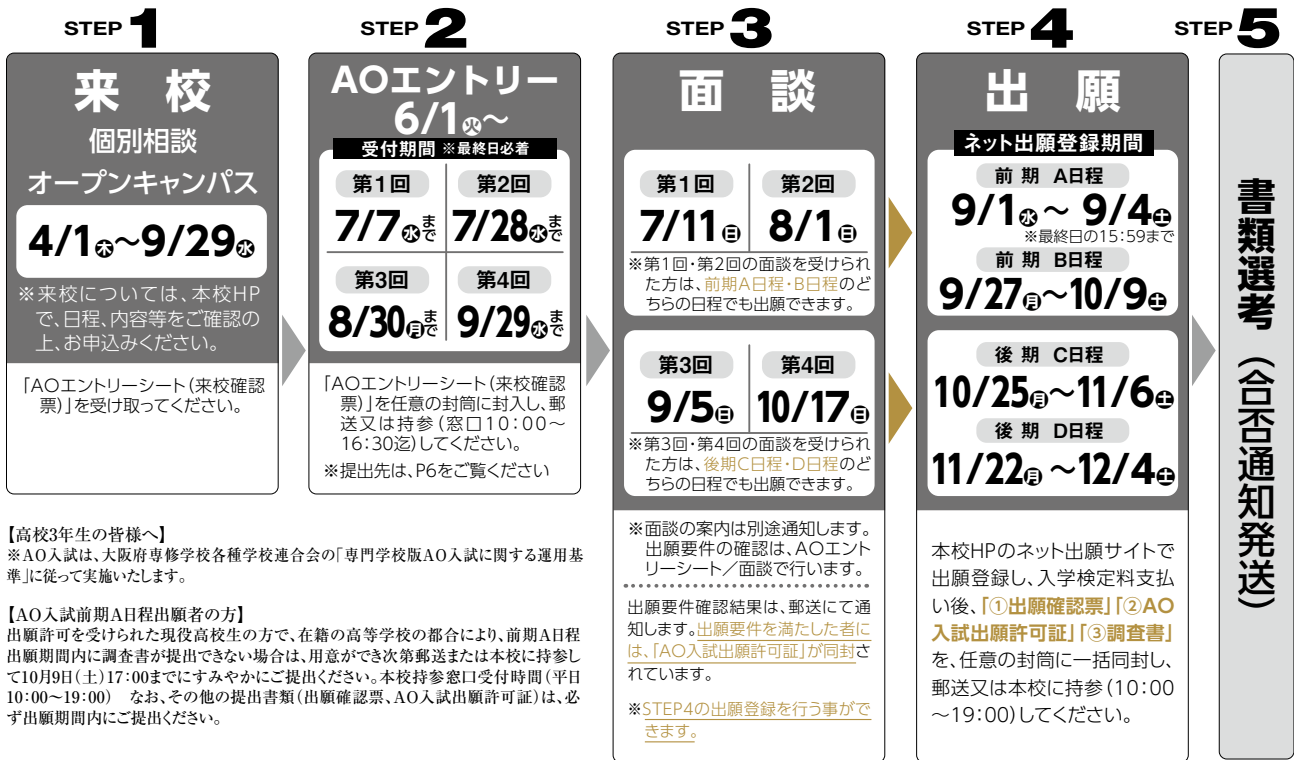 STEP 1
来 校
個別相談
オープンキャンパス
4/1㊍～9/29㊌
※来校については、本校HP
で、日程、内容等をご確認の
上、お申込みください。
「AOエントリーシート(来校確認
票)」を受け取ってください。
STEP 2
AOエントリー
6/1㊋～
受付期間 ※最終日必着
第1回
7/7㊌まで
第2回
7/28㊌まで
第3回
8/30㊊まで
第4回
9/29㊌まで
「AOエントリーシート(来校確認
票)」を任意の封筒に封入し、郵
送又は持参(窓口10:00～
16:30迄)してください。
※提出先は、P6をご覧ください
STEP 3
面 談
第1回
7/11㊐
第2回
8/1㊐
※第1回・第2回の面談を受けられ
た方は、前期A日程・B日程のど
ちらの日程でも出願できます。
第3回
9/5㊐
第4回
10/17㊐
※第3回・第4回の面談を受けられ
た方は、後期C日程・D日程のど
ちらの日程でも出願できます。
※面談の案内は別途通知します。
出願要件の確認は、AOエント
リーシート／面談で行います。
出願要件確認結果は、郵送にて通
知します。出願要件を満たした者に
は、「AO入試出願許可証」が同封さ
れています。
※STEP4の出願登録を行う事がで
きます。
STEP 4
出 願
ネット出願登録期間
前 期 A日程
9/1㊌～ 9/4㊏
※最終日の15:59まで
前 期 B日程
9/27㊊～10/9㊏
後 期 C日程
10/25㊊～11/6㊏
後 期 D日程
11/22㊊～12/4㊏
本校HPのネット出願サイトで
出願登録し、入学検定料支払
い後、「①出願確認票」「②AO
入試出願許可証」「③調査書」
を、任意の封筒に一括同封し、
郵送又は本校に持参(10:00
～19:00)してください。
STEP 5
書類選考(合否通知発送)
【高校3年生の皆様へ】
※AO入試は、大阪府専修学校各種学校連合会の「専門学校版AO入試に関する運用基
準」に従って実施いたします。
【AO入試前期A日程出願者の方】
出願許可を受けられた現役高校生の方で、在籍の高等学校の都合により、前期A日程
出願期間内に調査書が提出できない場合は、用意ができ次第郵送または本校に持参し
て10月9日(土)17:00までにすみやかにご提出ください。本校持参窓口受付時間(平日
10:00～19:00) なお、その他の提出書類(出願確認票、AO入試出願許可証)は、必
ず出願期間内にご提出ください。